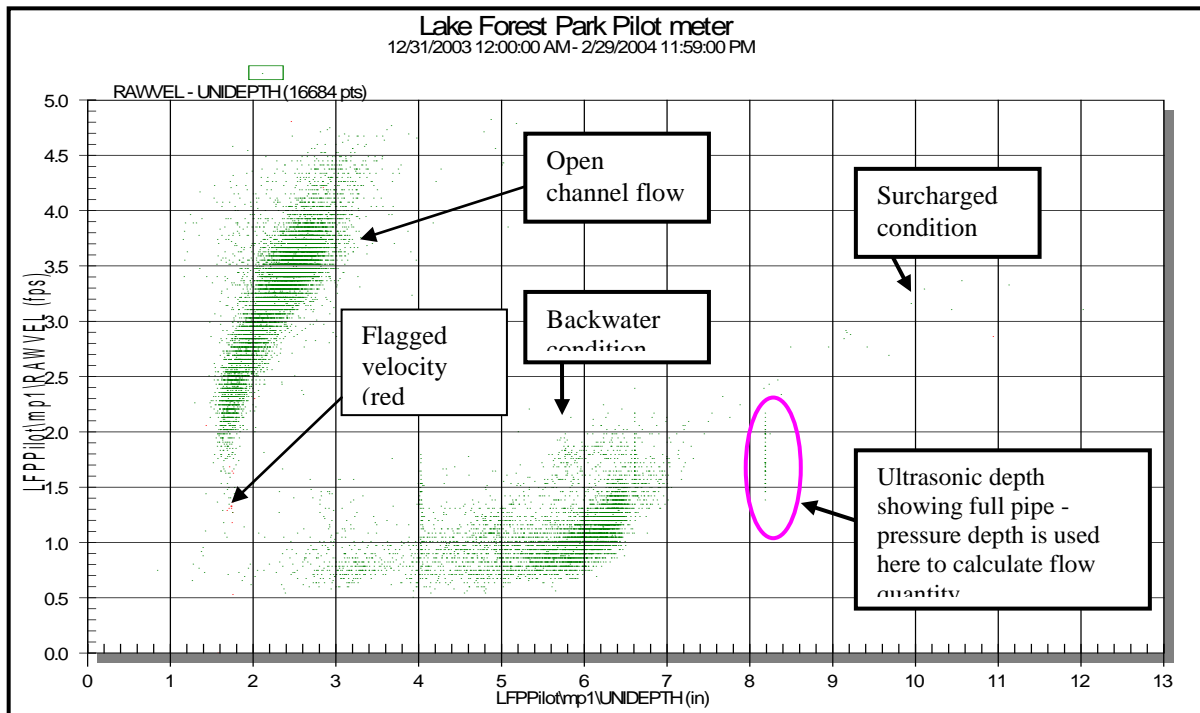 Lake Forest Park Pilot meter
12/31/2003 12:00:00 AM - 2/29/2004 11:59:00 PM
RAWVEL - UNIDEPTH (16684 pts)
5.0
4.5
4.0
3.5
3.0
2.5
2.0
1.5
1.0
0.5
0.0
LFPPilot\mp1\RAWVEL (fps)
Open
channel flow
Surcharged
condition
Flagged
velocity
(red
Backwater
condition
Ultrasonic depth
showing full pipe -
pressure depth is used
here to calculate flow
quantity
0 1 2 3 4 5 6 7 8 9 10 11 12 13
LFPPilot\mp1\UNIDEPTH (in)